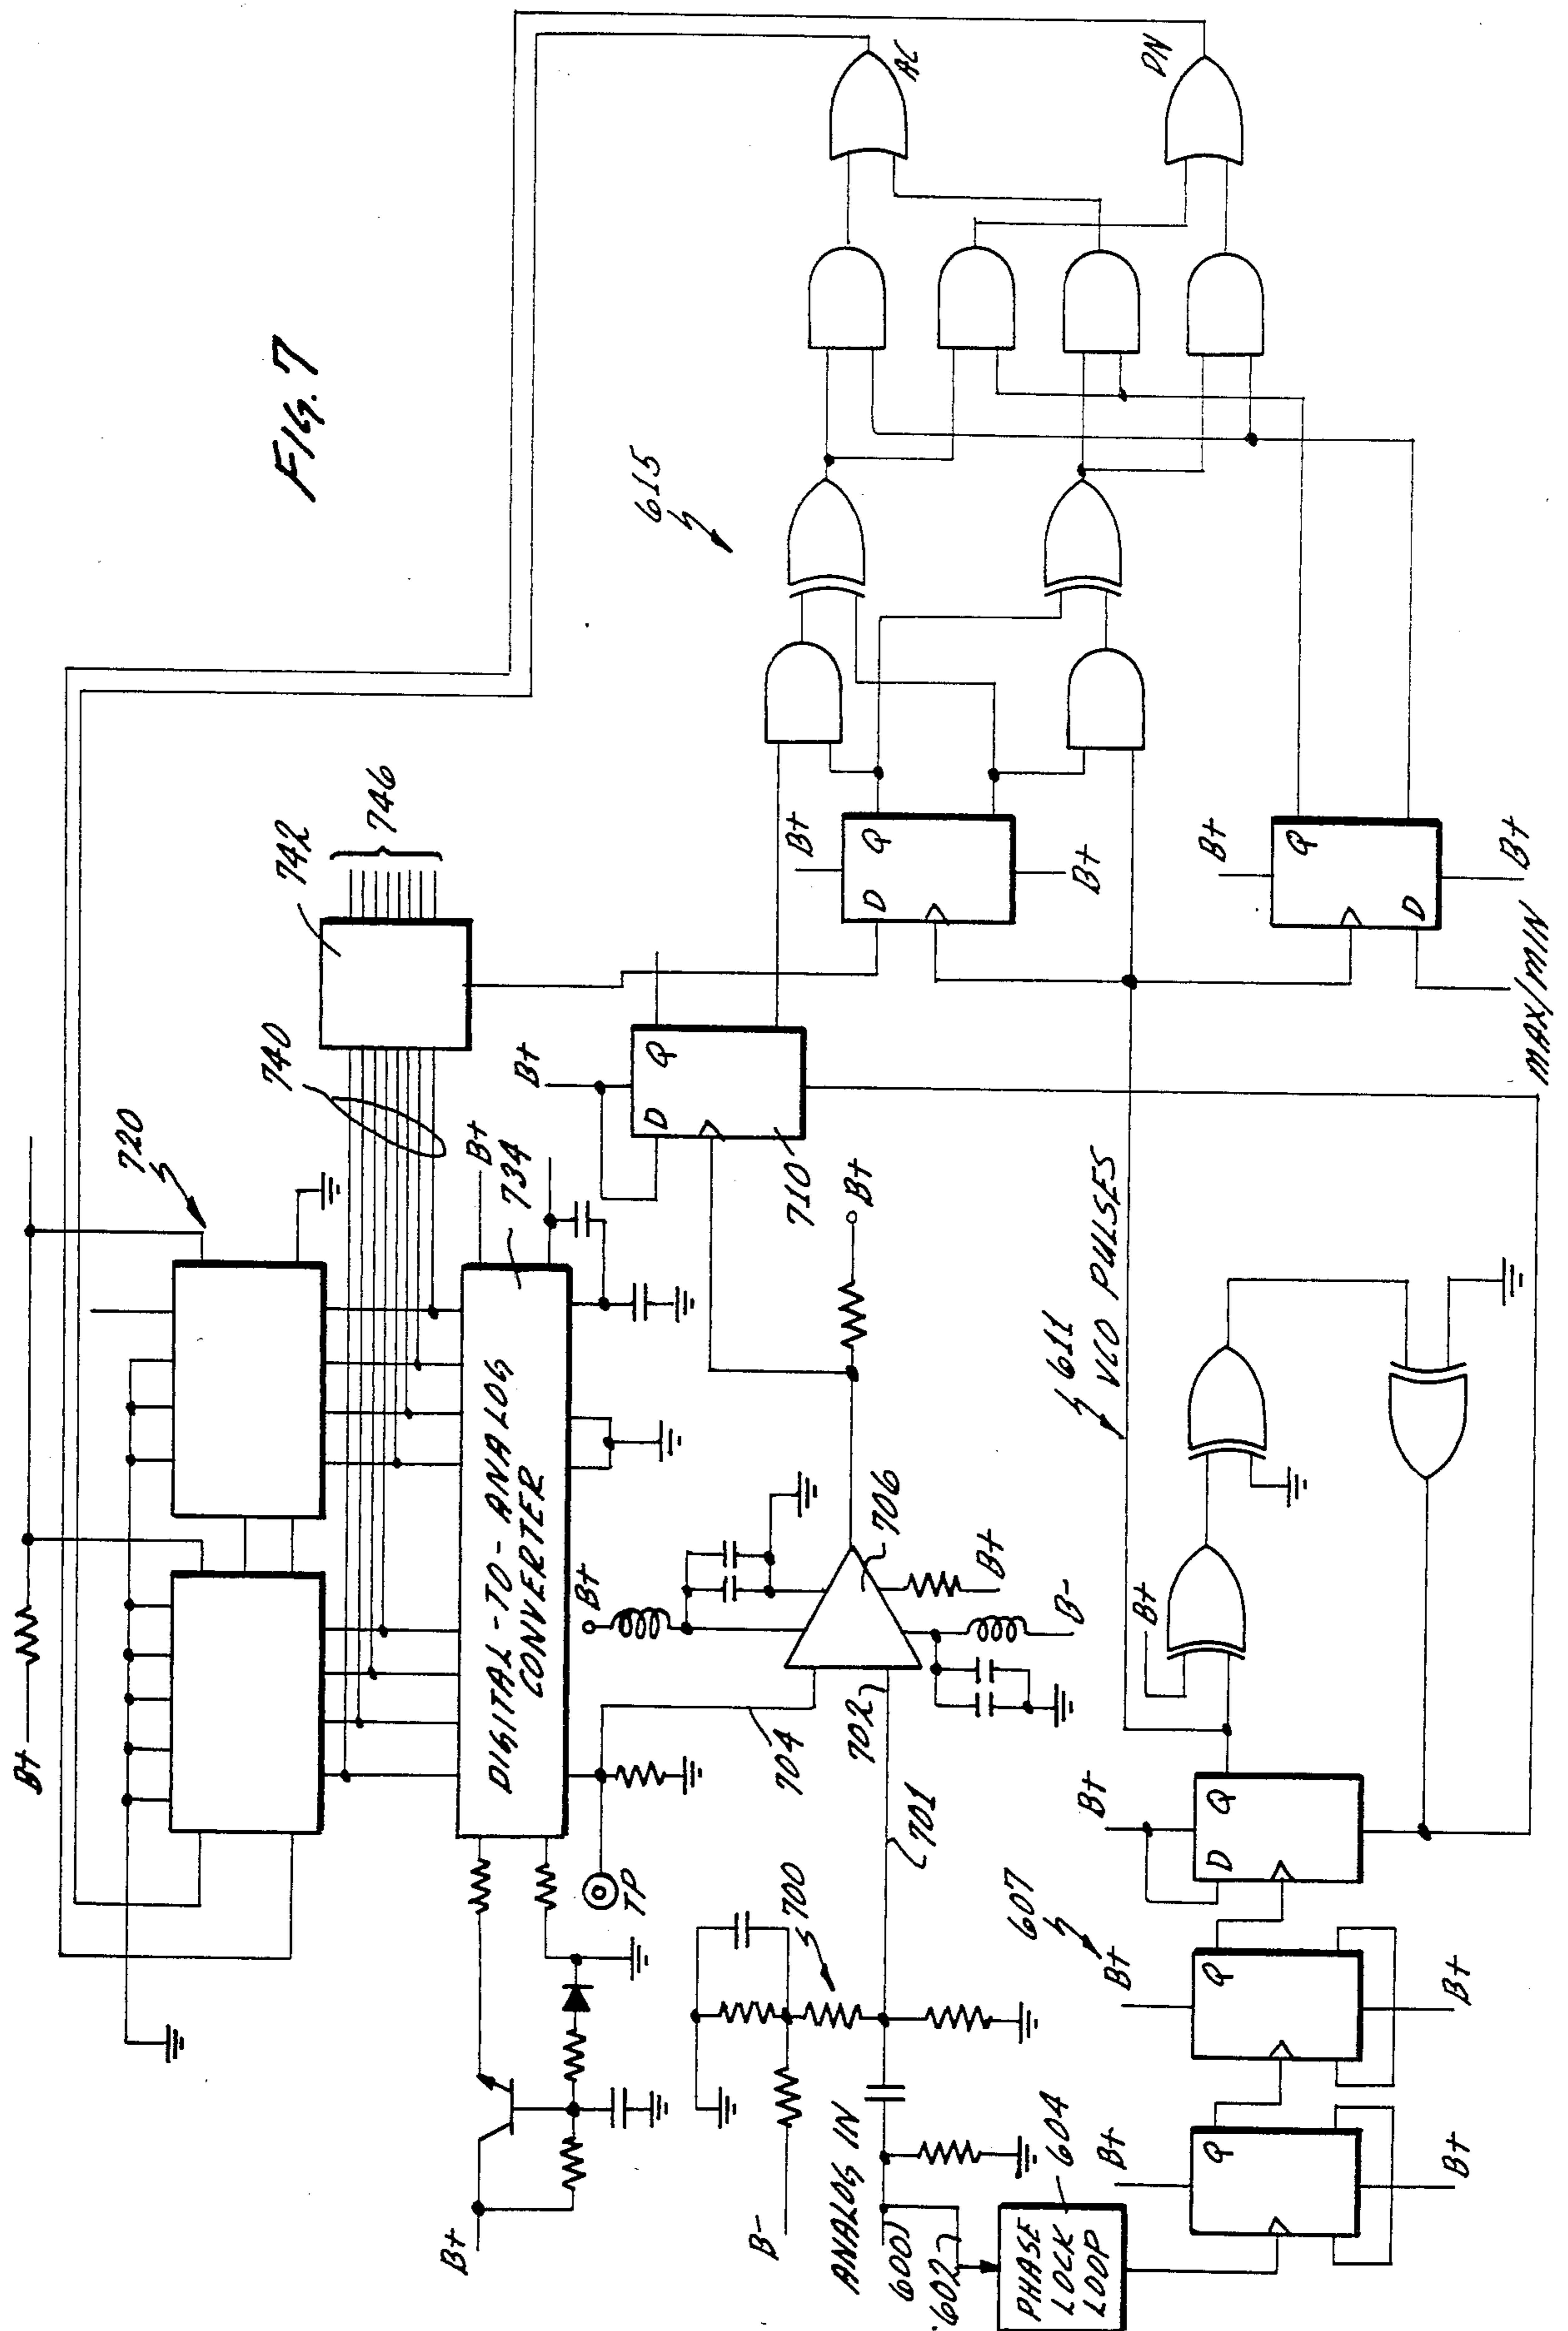 FIG. 7
B+
720
740
742
746
B+
734
DIGITAL-TO-ANALOG
CONVERTER
B+
TP
B+
B-
700
701
702
704
706
B+
B-
B+
B+
D
Q
710
615
B+
D
Q
B+
B+
Q
D
B+
MAX/MIN
611
VCO PULSES
B+
B+
D
Q
607
B+
Q
B+
B+
Q
B+
ANALOG IN
600
602
604
PHASE
LOCK
LOOP
DN